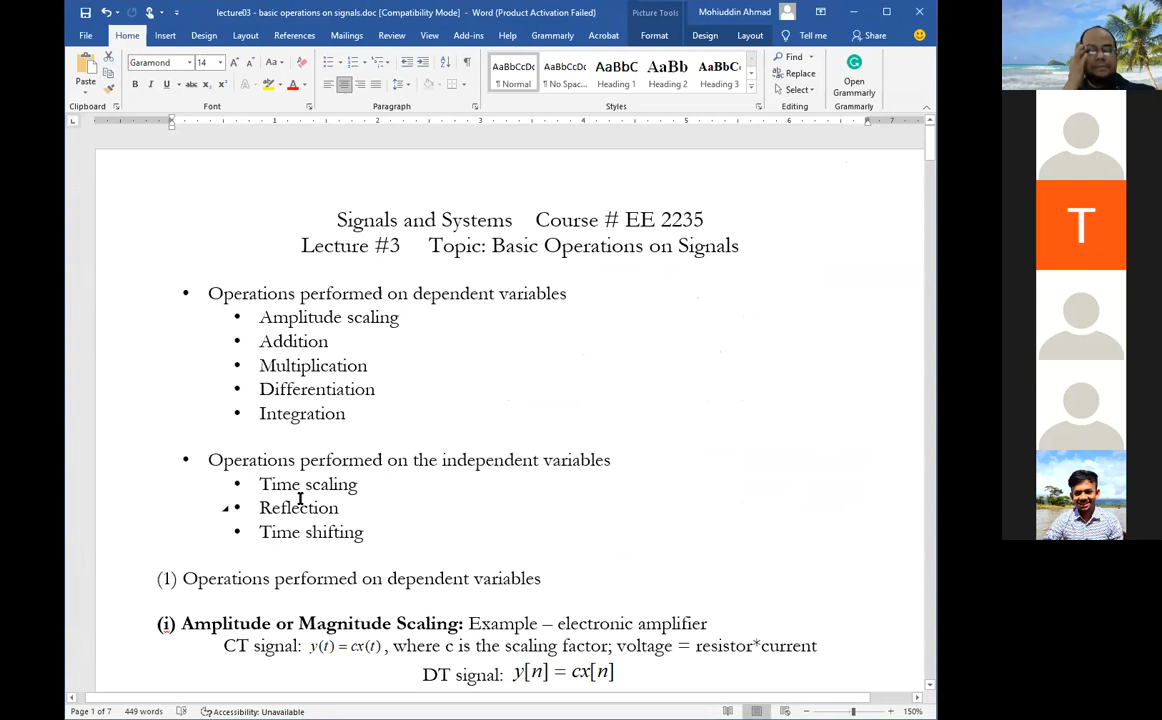 lecture03 - basic operations on signals.doc [Compatibility Mode] - Word (Product Activation Failed)
Picture Tools
Mohiuddin Ahmad
File Home Insert Design Layout References Mailings Review View Add-ins Help Grammarly Acrobat Format Design Layout Tell me Share
Paste
Garamond 14
AaBbCcDc AaBbCcDc AaBbC AaBb AaBbC
¶ Normal ¶ No Spac... Heading 1 Heading 2 Heading 3
Find
Replace
Select
Open
Grammarly
Clipboard Font Paragraph Styles Editing Grammarly
1 2 3 4 5 6 7
Signals and Systems Course # EE 2235
Lecture #3 Topic: Basic Operations on Signals
• Operations performed on dependent variables
• Amplitude scaling
• Addition
• Multiplication
• Differentiation
• Integration
• Operations performed on the independent variables
• Time scaling
• Reflection
• Time shifting
(1) Operations performed on dependent variables
(i) Amplitude or Magnitude Scaling: Example – electronic amplifier
CT signal: y(t) = cx(t), where c is the scaling factor; voltage = resistor*current
DT signal: y[n] = cx[n]
Page 1 of 7 449 words Accessibility: Unavailable 150%
T